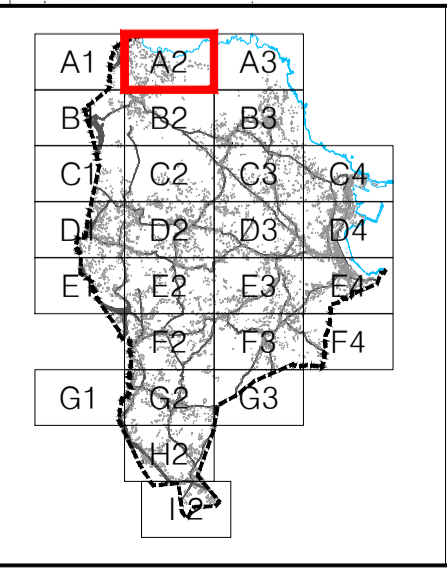 A1 A2 A3
B1 B2 B3
C1 C2 C3 C4
D1 D2 D3 D4
E1 E2 E3 E4
F2 F3 F4
G1 G2 G3
H2
I2